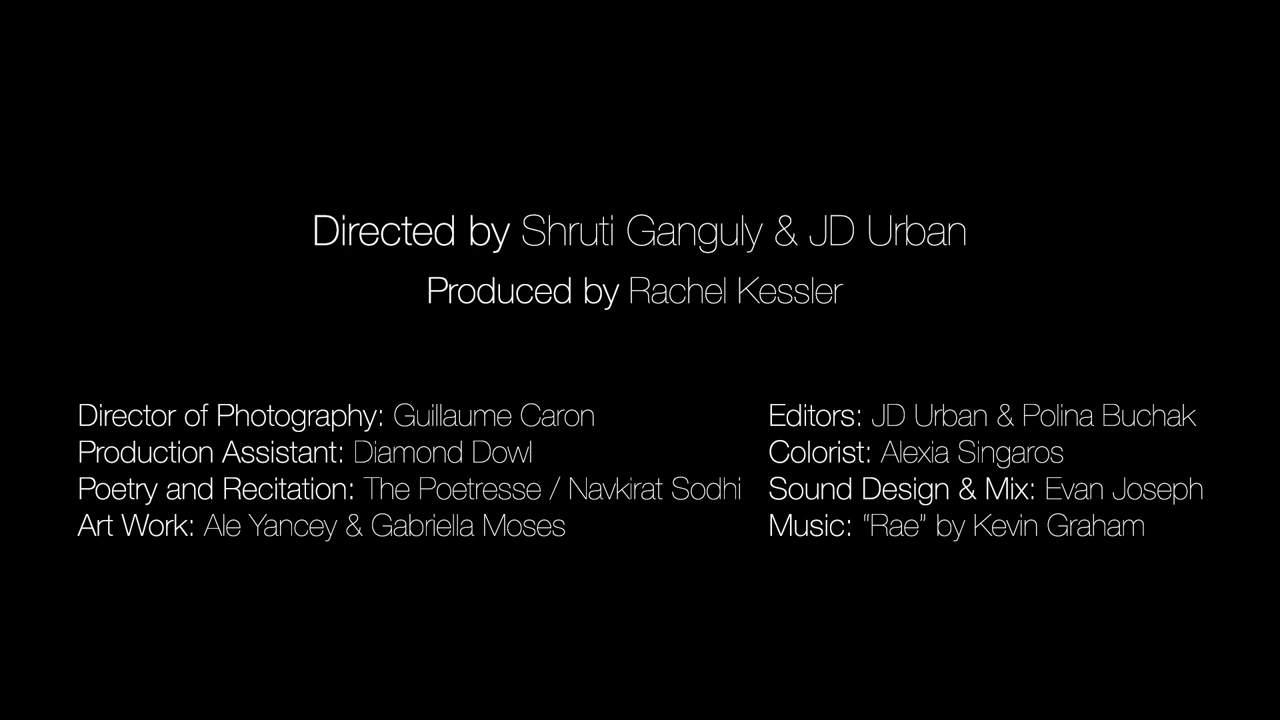 Directed by Shruti Ganguly & JD Urban
Produced by Rachel Kessler
Director of Photography: Guillaume Caron
Production Assistant: Diamond Dowl
Poetry and Recitation: The Poetresse / Navkirat Sodhi
Art Work: Ale Yancey & Gabriella Moses
Editors: JD Urban & Polina Buchak
Colorist: Alexia Singaros
Sound Design & Mix: Evan Joseph
Music: “Rae” by Kevin Graham